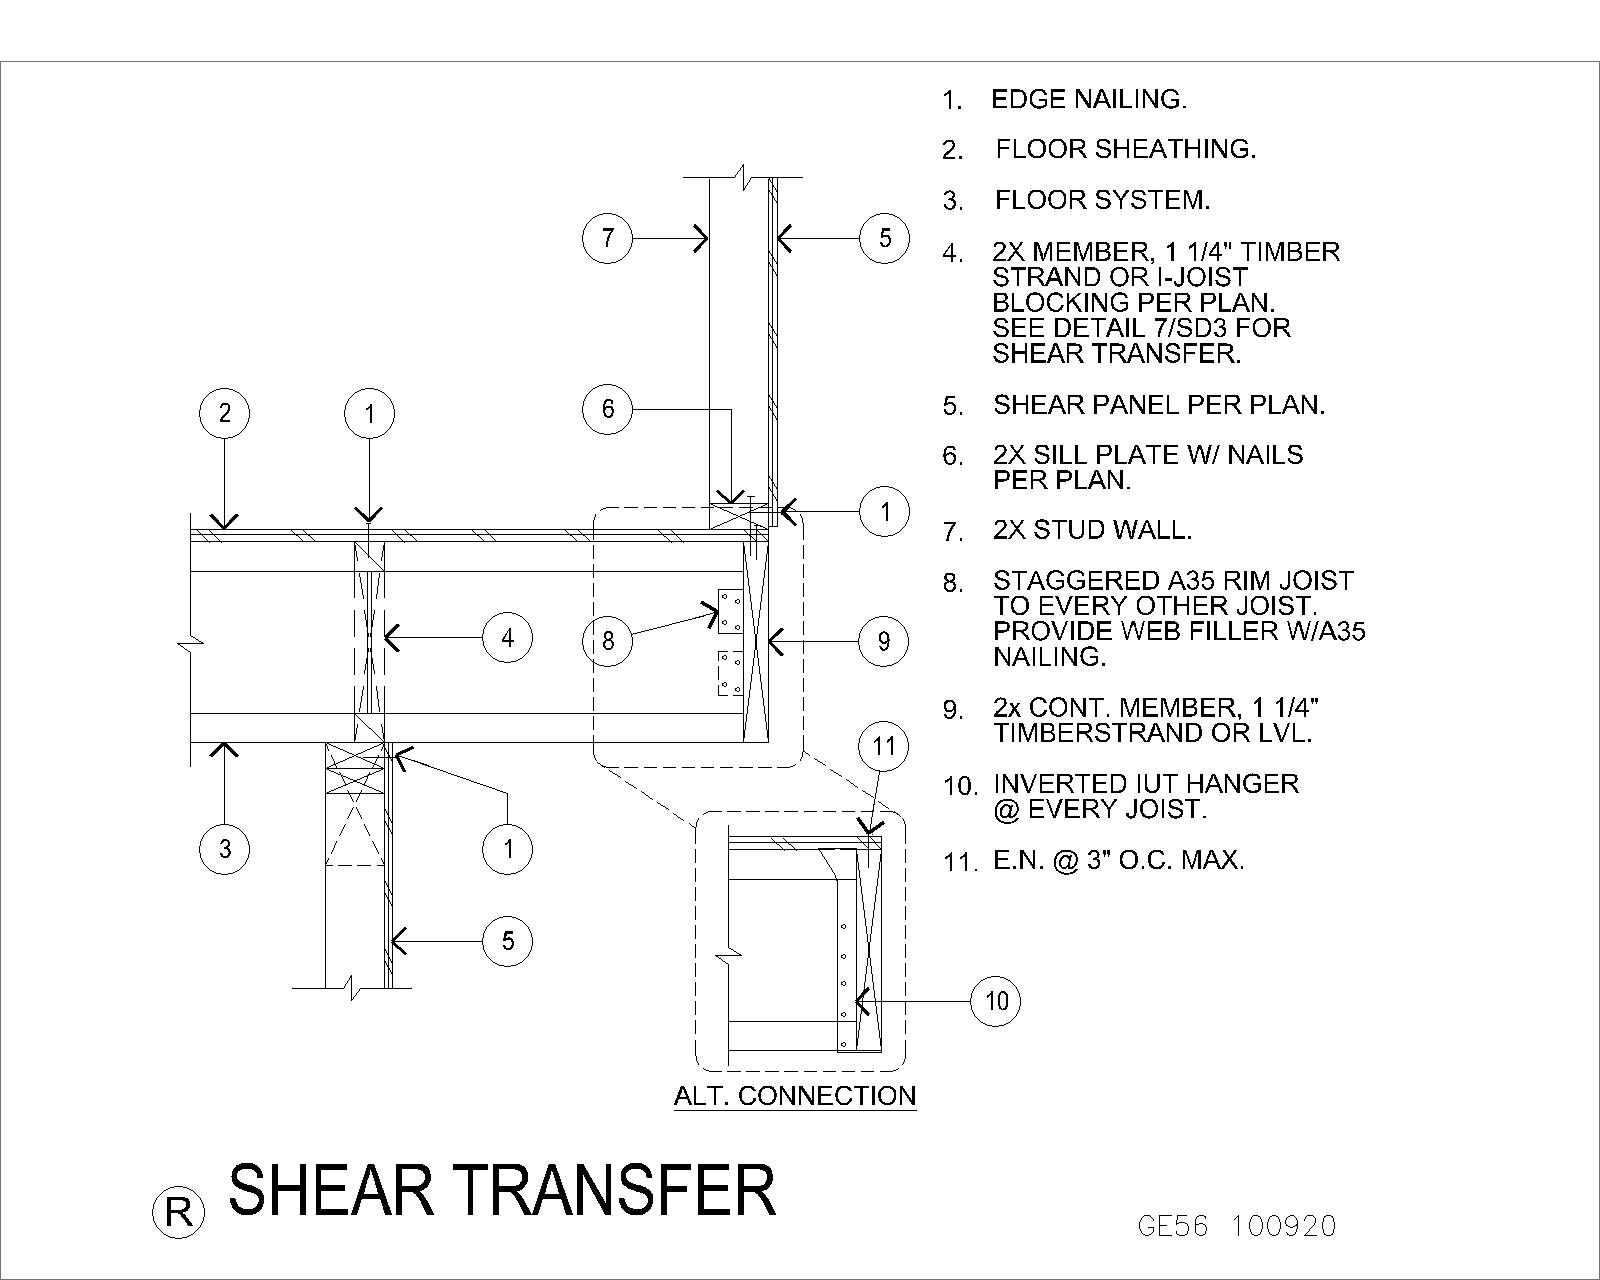 1. EDGE NAILING.
2. FLOOR SHEATHING.
3. FLOOR SYSTEM.
4. 2X MEMBER, 1 1/4" TIMBER
STRAND OR I-JOIST
BLOCKING PER PLAN.
SEE DETAIL 7/SD3 FOR
SHEAR TRANSFER.
5. SHEAR PANEL PER PLAN.
6. 2X SILL PLATE W/ NAILS
PER PLAN.
7. 2X STUD WALL.
8. STAGGERED A35 RIM JOIST
TO EVERY OTHER JOIST.
PROVIDE WEB FILLER W/A35
NAILING.
9. 2x CONT. MEMBER, 1 1/4"
TIMBERSTRAND OR LVL.
10. INVERTED IUT HANGER
@ EVERY JOIST.
11. E.N. @ 3" O.C. MAX.
7
5
2
1
6
1
4
8
9
11
3
1
5
10
ALT. CONNECTION
R SHEAR TRANSFER
GE56 100920